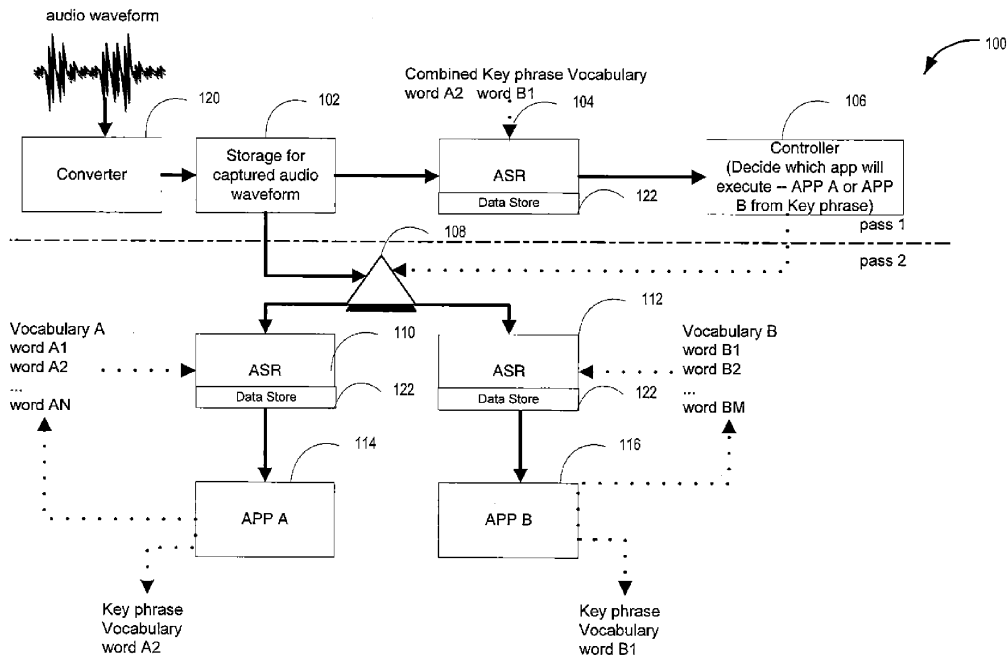 audio waveform
100
120
102
Combined Key phrase Vocabulary
word A2 word B1
104
106
Converter
Storage for
captured audio
waveform
ASR
Data Store
122
Controller
(Decide which app will
execute -- APP A or APP
B from Key phrase)
pass 1
pass 2
108
Vocabulary A
word A1
word A2
...
word AN
110
ASR
Data Store
122
112
ASR
Data Store
122
Vocabulary B
word B1
word B2
...
word BM
114
APP A
116
APP B
Key phrase
Vocabulary
word A2
Key phrase
Vocabulary
word B1